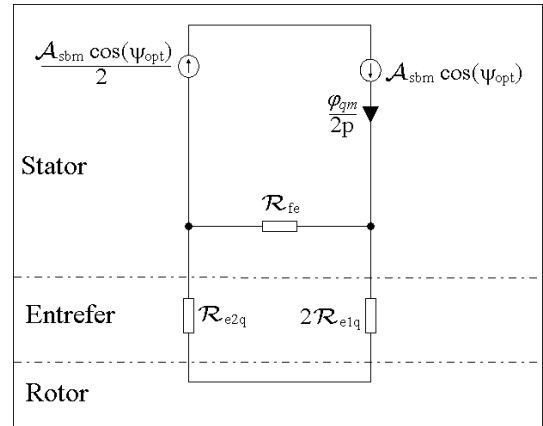 𝒜sbm cos(ψopt)
2
𝒜sbm cos(ψopt)
φqm
2p
Stator
ℛfe
Entrefer
ℛe2q
2ℛe1q
Rotor